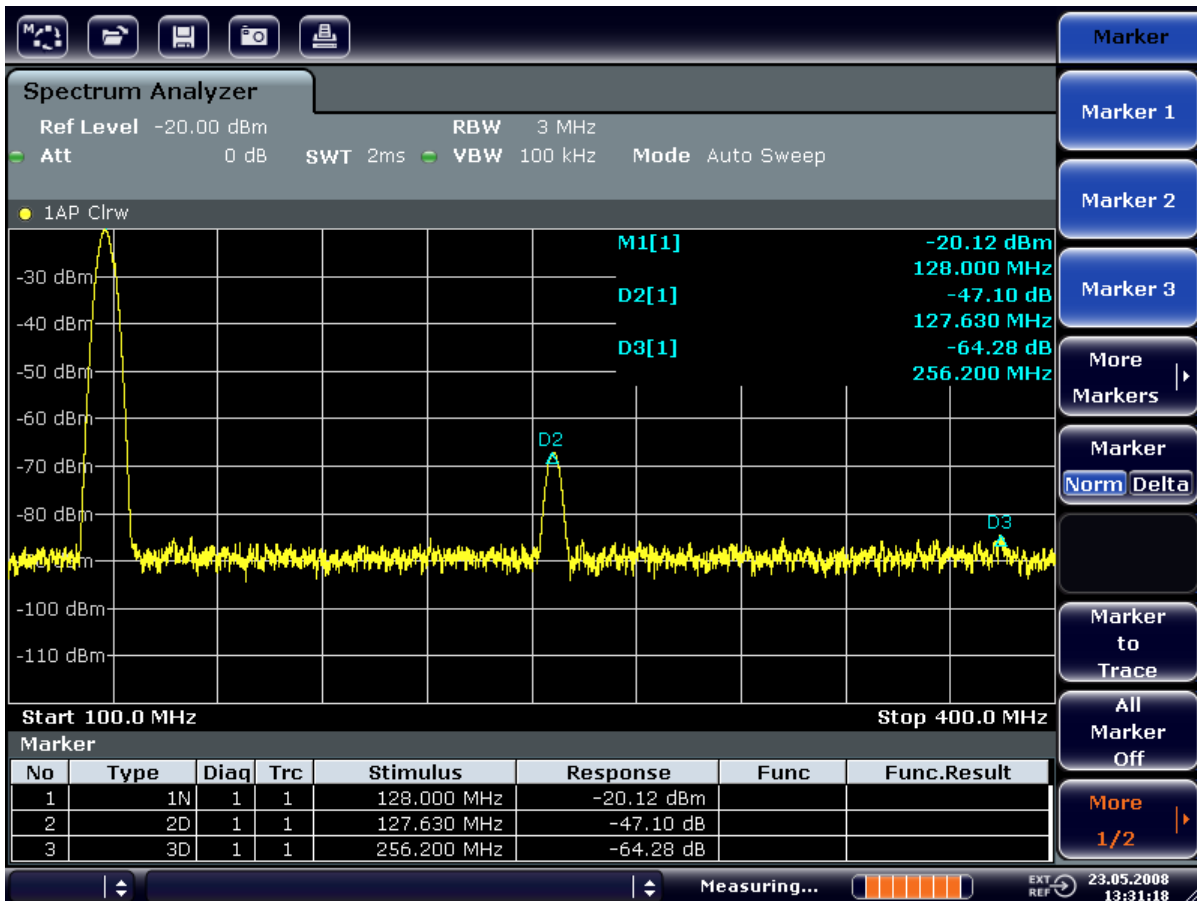 M
Marker
Spectrum Analyzer
Ref Level -20.00 dBm RBW 3 MHz
Att 0 dB SWT 2ms VBW 100 kHz Mode Auto Sweep
1AP Clrw
M1[1] -20.12 dBm
128.000 MHz
D2[1] -47.10 dB
127.630 MHz
D3[1] -64.28 dB
256.200 MHz
-30 dBm
-40 dBm
-50 dBm
-60 dBm
-70 dBm
-80 dBm
-100 dBm
-110 dBm
D2
D3
Start 100.0 MHz Stop 400.0 MHz
Marker
No Type Diag Trc Stimulus Response Func Func.Result
1 1N 1 1 128.000 MHz -20.12 dBm
2 2D 1 1 127.630 MHz -47.10 dB
3 3D 1 1 256.200 MHz -64.28 dB
Measuring... EXT REF 23.05.2008
13:31:18
Marker 1
Marker 2
Marker 3
More
Markers
Marker
Norm Delta
Marker
to
Trace
All
Marker
Off
More
1/2